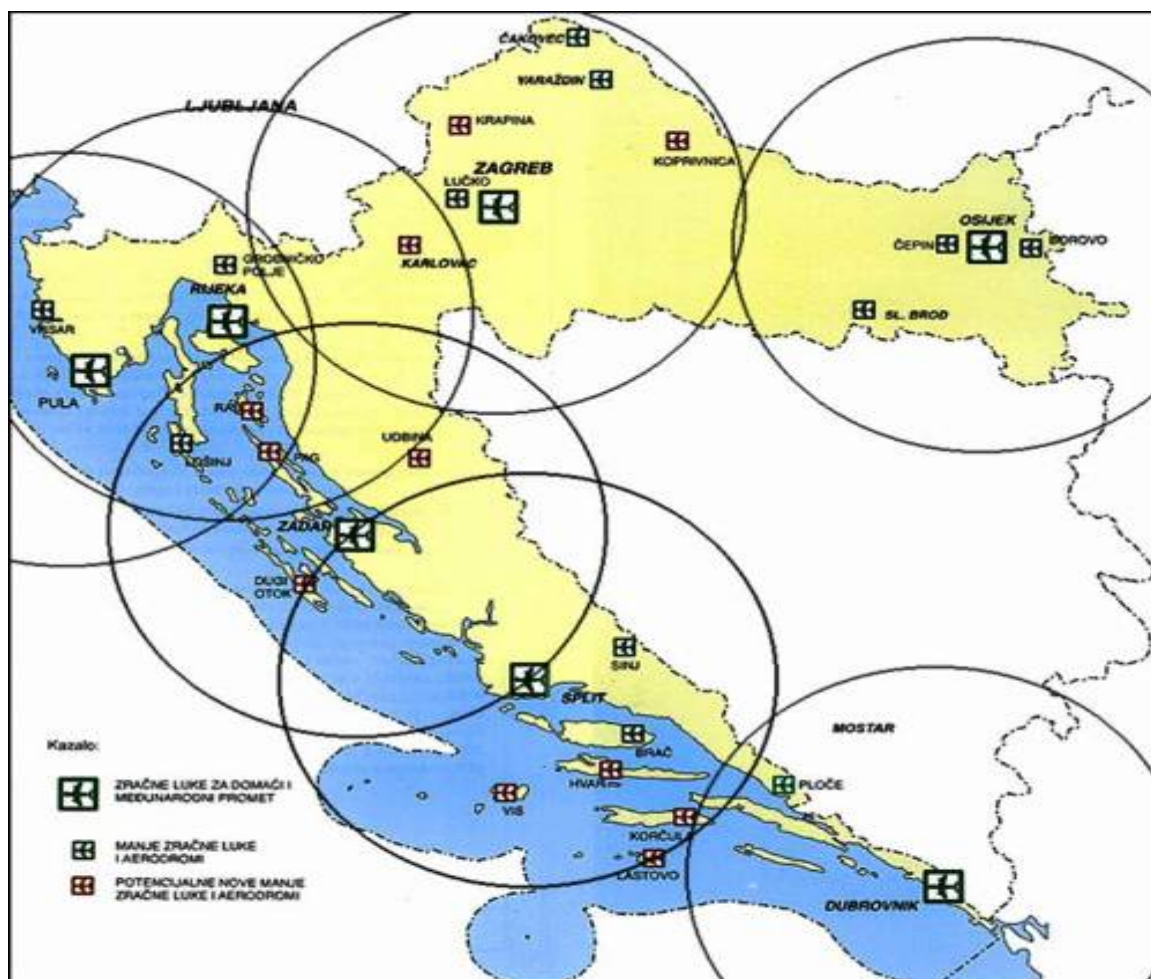 ČAKOVEC
VARAŽDIN
LJUBLJANA
KRAPINA
KOPRIVNICA
ZAGREB
LUČKO
OSIJEK
ČEPIN
BOROVO
KARLOVAC
GROBNIČKO
POLJE
RIJEKA
VRSAR
SL. BROD
PULA
RAB
UDBINA
LOŠINJ
PAG
ZADAR
DUGI
OTOK
SINJ
SPLIT
MOSTAR
BRAČ
Kazalo:
HVAR
PLOČE
ZRAČNE LUKE ZA DOMAĆI I
MEĐUNARODNI PROMET
VIS
KORČULA
MANJE ZRAČNE LUKE
I AERODROMI
LASTOVO
POTENCIJALNE NOVE MANJE
ZRAČNE LUKE I AERODROMI
DUBROVNIK